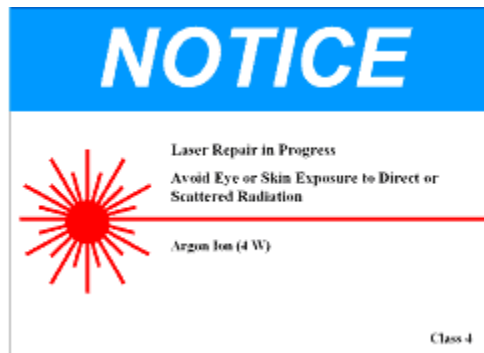 NOTICE
Laser Repair in Progress
Avoid Eye or Skin Exposure to Direct or
Scattered Radiation
Argon Ion (4 W)
Class 4